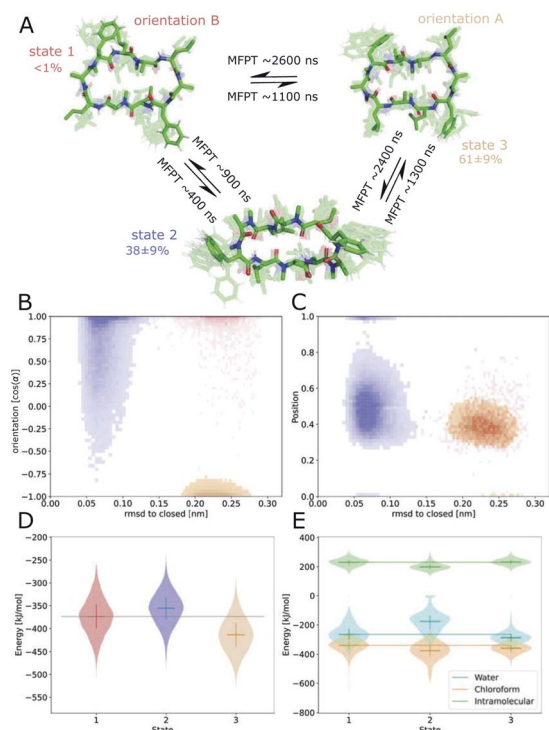 A
orientation B
orientation A
state 1
<1%
MFPT ~2600 ns
MFPT ~1100 ns
state 3
61±9%
MFPT ~900 ns
MFPT ~400 ns
MFPT ~2400 ns
MFPT ~1300 ns
state 2
38±9%
B
C
1.00
0.75
0.50
0.25
0.00
−0.25
−0.50
−0.75
−1.00
orientation [cos(α)]
0.00 0.05 0.10 0.15 0.20 0.25 0.30
rmsd to closed [nm]
1.0
0.8
0.6
0.4
0.2
0.0
Position
0.00 0.05 0.10 0.15 0.20 0.25 0.30
rmsd to closed [nm]
D
E
−200
−250
−300
−350
−400
−450
−500
−550
Energy [kJ/mol]
1 2 3
State
400
200
0
−200
−400
−600
−800
Energy [kJ/mol]
Water
Chloroform
Intramolecular
1 2 3
State